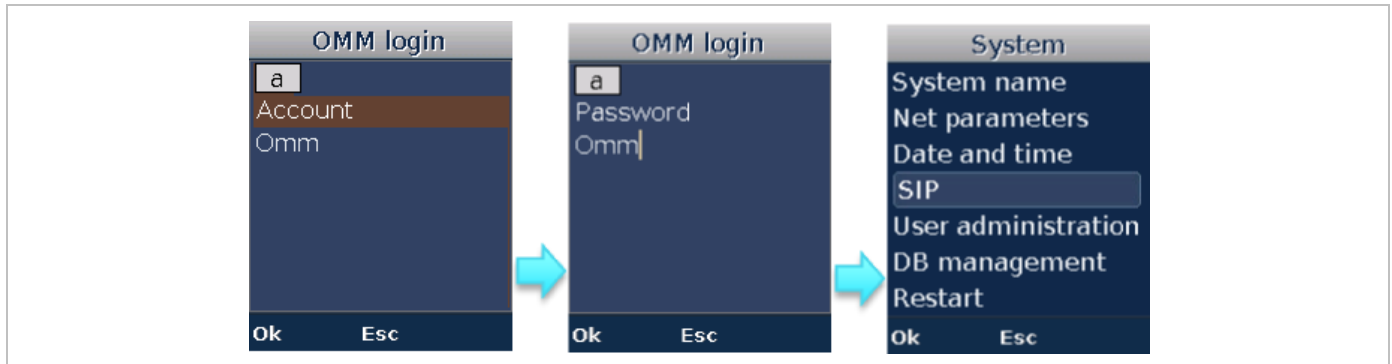 OMM login
a
Account
Omm
Ok Esc
OMM login
a
Password
Omm
Ok Esc
System
System name
Net parameters
Date and time
SIP
User administration
DB management
Restart
Ok Esc